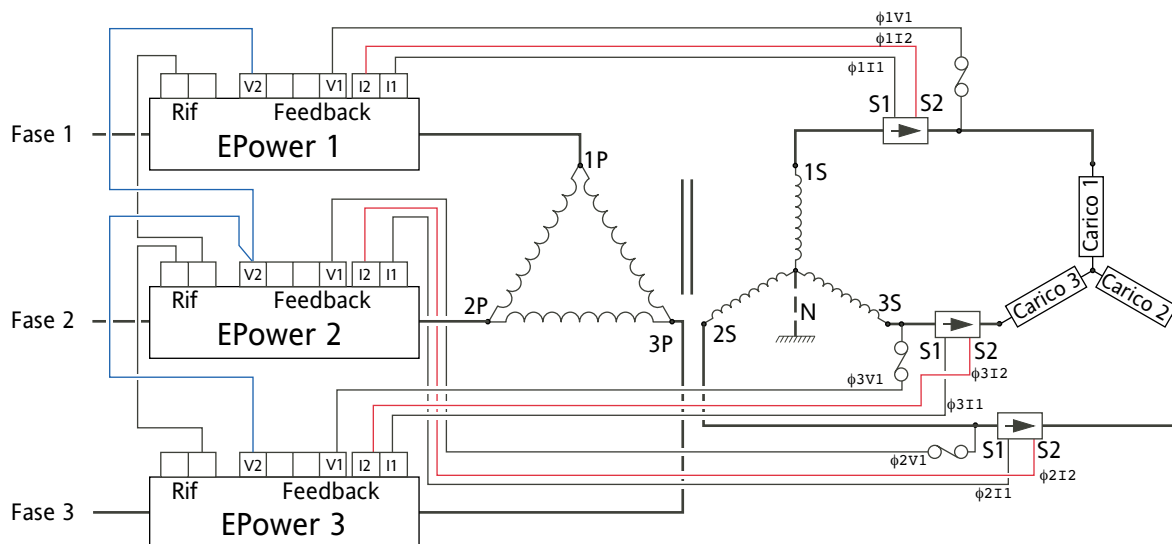 ϕ1V1
ϕ1I2
ϕ1I1
V2 V1 I2 I1
Rif Feedback
Fase 1
EPower 1
S1 S2
1P
1S
Carico 1
V2 V1 I2 I1
Rif Feedback
Fase 2
EPower 2
2P
3P
2S
N
3S
Carico 3
Carico 2
S1 S2
ϕ3V1
ϕ3I2
ϕ3I1
S1 S2
ϕ2V1
ϕ2I2
ϕ2I1
V2 V1 I2 I1
Rif Feedback
Fase 3
EPower 3